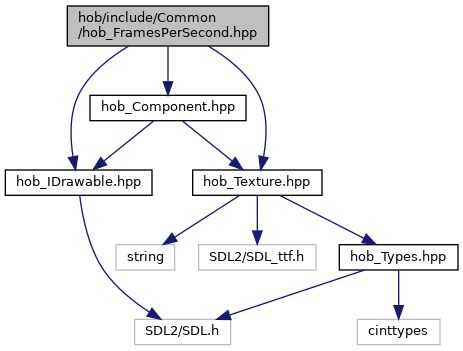 hob/include/Common
/hob_FramesPerSecond.hpp
hob_Component.hpp
hob_IDrawable.hpp
hob_Texture.hpp
string
SDL2/SDL_ttf.h
hob_Types.hpp
SDL2/SDL.h
cinttypes